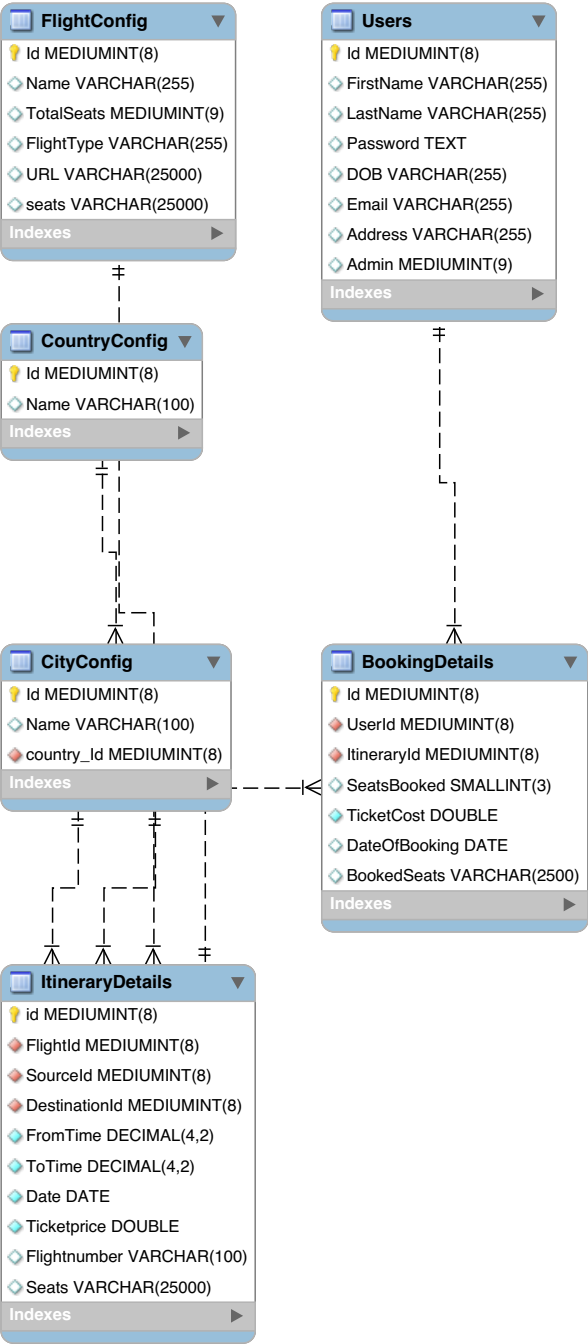 FlightConfig
Id MEDIUMINT(8)
Name VARCHAR(255)
TotalSeats MEDIUMINT(9)
FlightType VARCHAR(255)
URL VARCHAR(25000)
seats VARCHAR(25000)
Indexes
Users
Id MEDIUMINT(8)
FirstName VARCHAR(255)
LastName VARCHAR(255)
Password TEXT
DOB VARCHAR(255)
Email VARCHAR(255)
Address VARCHAR(255)
Admin MEDIUMINT(9)
Indexes
CountryConfig
Id MEDIUMINT(8)
Name VARCHAR(100)
Indexes
CityConfig
Id MEDIUMINT(8)
Name VARCHAR(100)
country_Id MEDIUMINT(8)
Indexes
BookingDetails
Id MEDIUMINT(8)
UserId MEDIUMINT(8)
ItineraryId MEDIUMINT(8)
SeatsBooked SMALLINT(3)
TicketCost DOUBLE
DateOfBooking DATE
BookedSeats VARCHAR(2500)
Indexes
ItineraryDetails
id MEDIUMINT(8)
FlightId MEDIUMINT(8)
SourceId MEDIUMINT(8)
DestinationId MEDIUMINT(8)
FromTime DECIMAL(4,2)
ToTime DECIMAL(4,2)
Date DATE
Ticketprice DOUBLE
Flightnumber VARCHAR(100)
Seats VARCHAR(25000)
Indexes